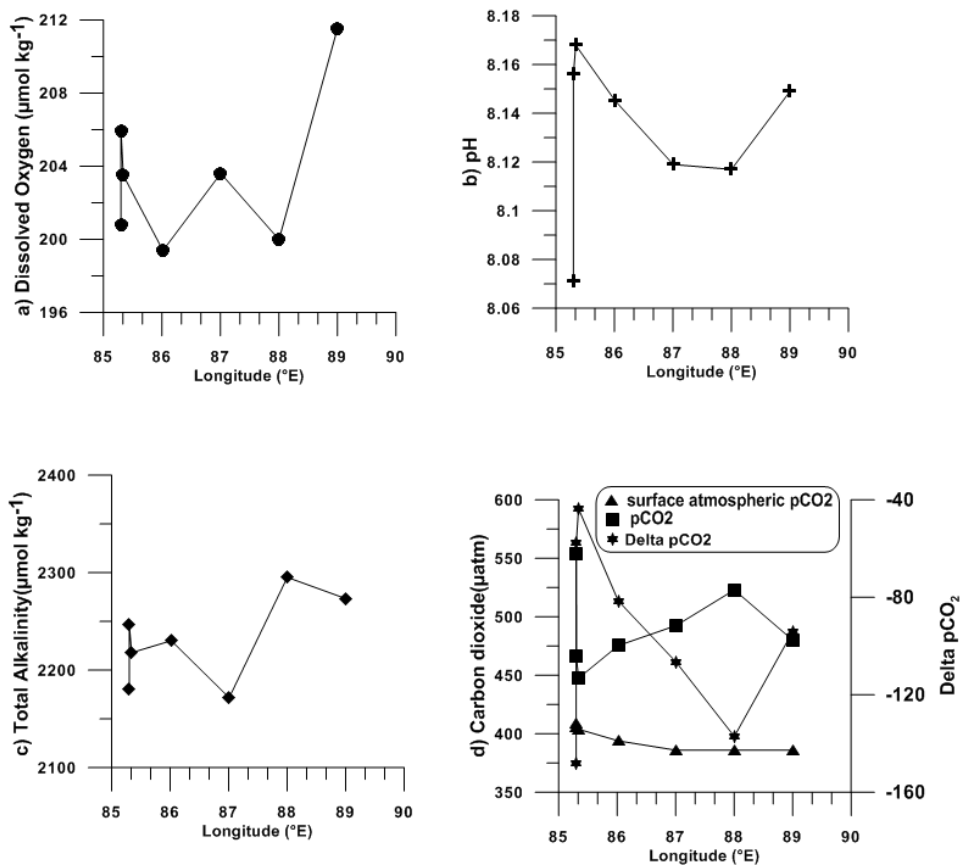 a) Dissolved Oxygen (µmol kg⁻¹)
212
208
204
200
196
85 86 87 88 89 90
Longitude (°E)
b) pH
8.18
8.16
8.14
8.12
8.1
8.08
8.06
85 86 87 88 89 90
Longitude (°E)
c) Total Alkalinity(µmol kg⁻¹)
2400
2300
2200
2100
85 86 87 88 89 90
Longitude (°E)
d) Carbon dioxide(µatm)
600
550
500
450
400
350
surface atmospheric pCO2
pCO2
Delta pCO2
-40
-80
-120
-160
Delta pCO₂
85 86 87 88 89 90
Longitude (°E)